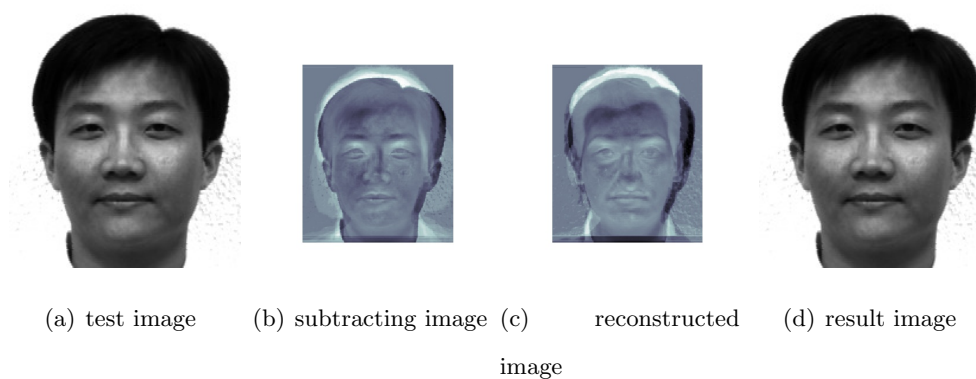 (a) test image (b) subtracting image (c) reconstructed (d) result image
image